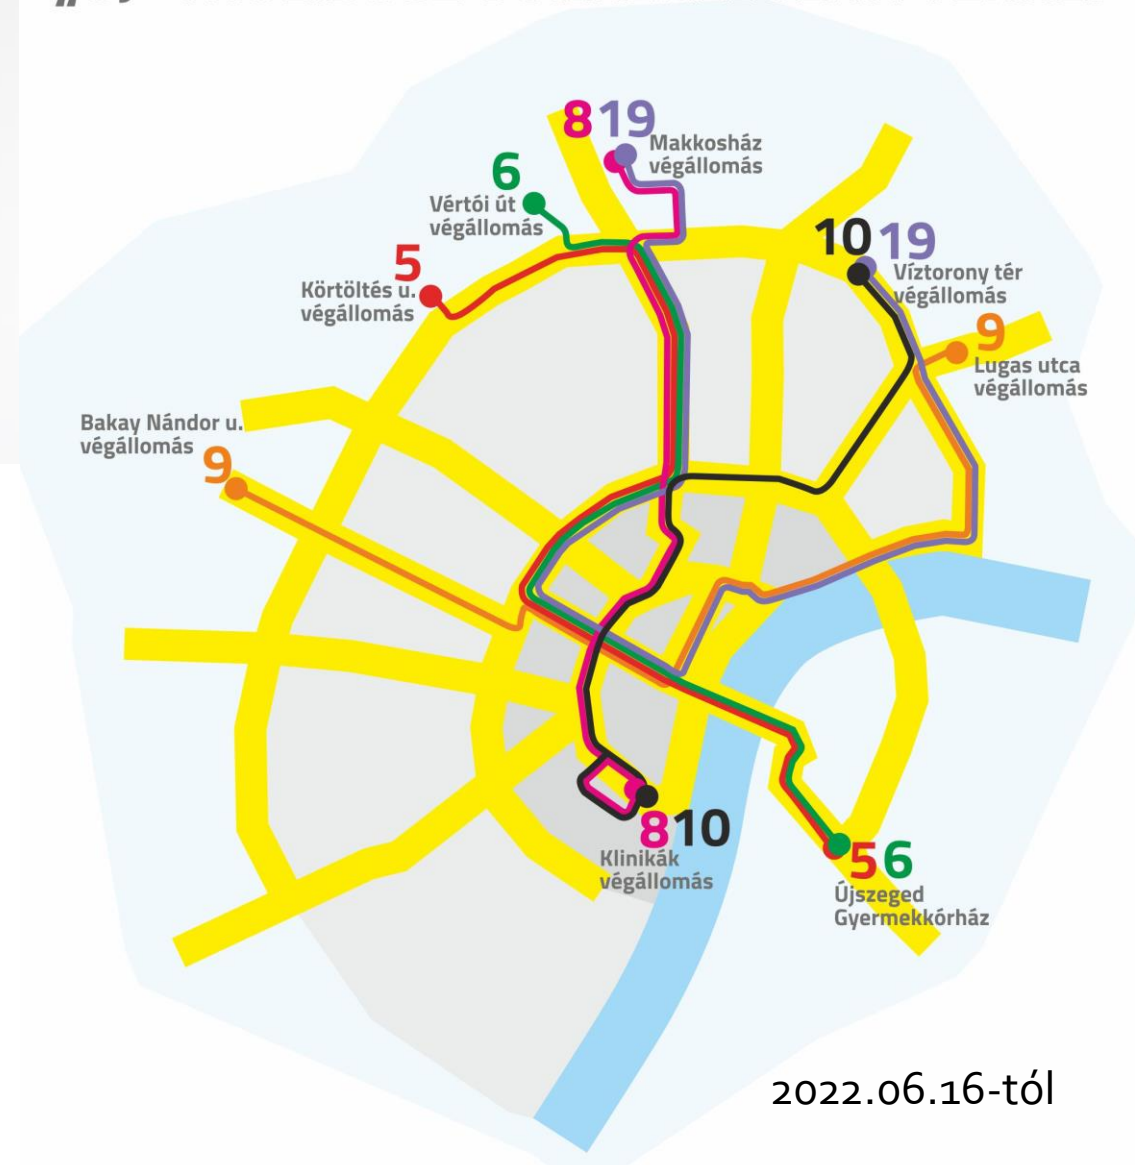 8 19
Makkosház
végállomás
6
Vértói út
végállomás
10 19
Víztorony tér
végállomás
5
Körtöltés u.
végállomás
9
Lugas utca
végállomás
Bakay Nándor u.
végállomás
9
8 10
Klinikák
végállomás
5 6
Újszeged
Gyermekkórház
2022.06.16-tól